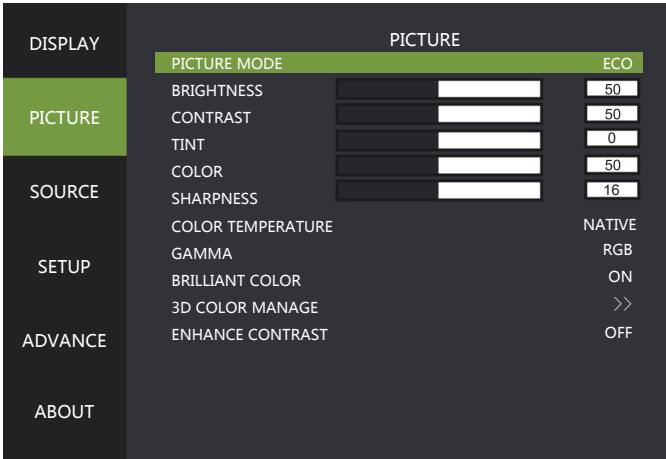 DISPLAY
PICTURE
SOURCE
SETUP
ADVANCE
ABOUT
PICTURE
PICTURE MODE ECO
BRIGHTNESS 50
CONTRAST 50
TINT 0
COLOR 50
SHARPNESS 16
COLOR TEMPERATURE NATIVE
GAMMA RGB
BRILLIANT COLOR ON
3D COLOR MANAGE >>
ENHANCE CONTRAST OFF